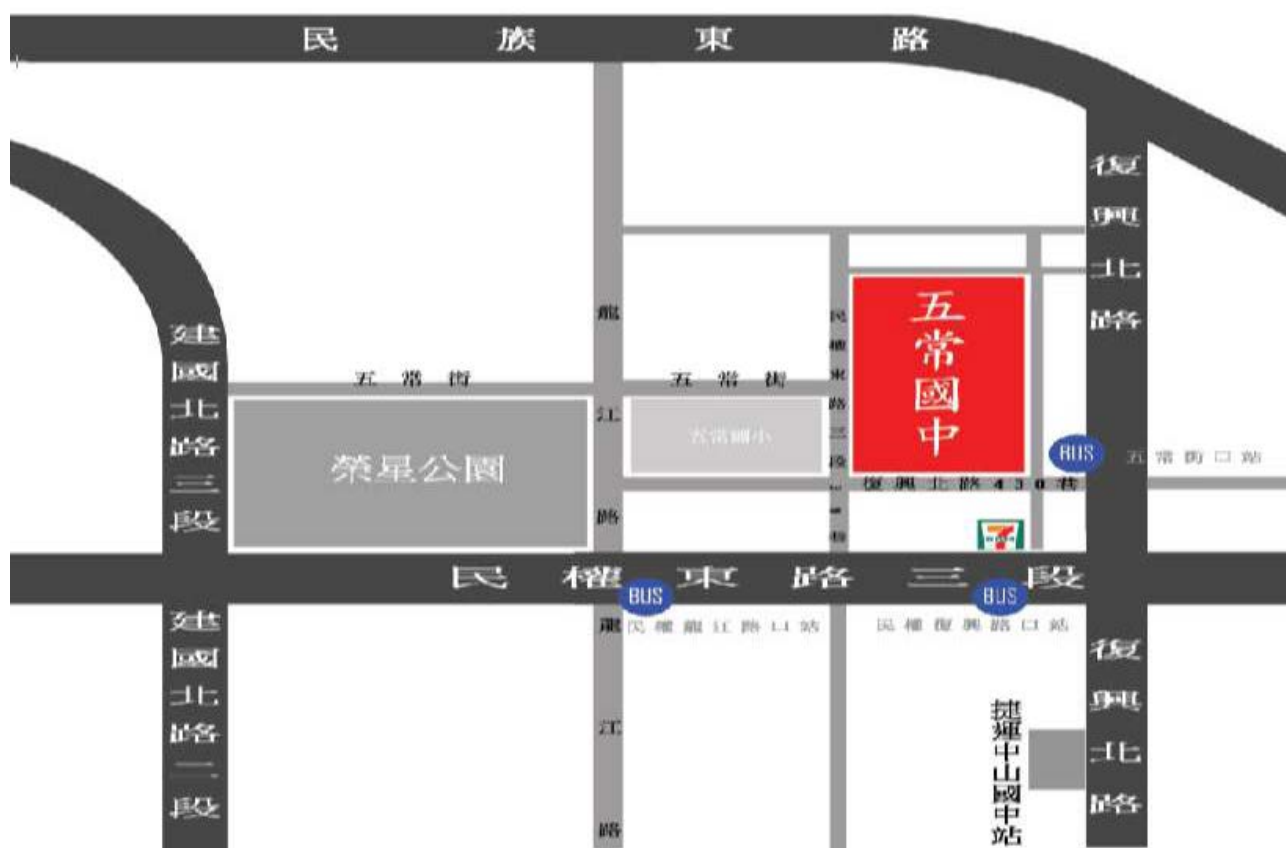 民族東路
復興北路
龍江路
建國北路三段
五常街
五常街
五常國中
榮星公園
五常國小
BUS
五常街口站
復興北路430巷
7
民權東路三段
BUS
BUS
民權龍江路口站
民權復興路口站
建國北路二段
龍江路
復興北路
捷運中山國中站
民權東路三段